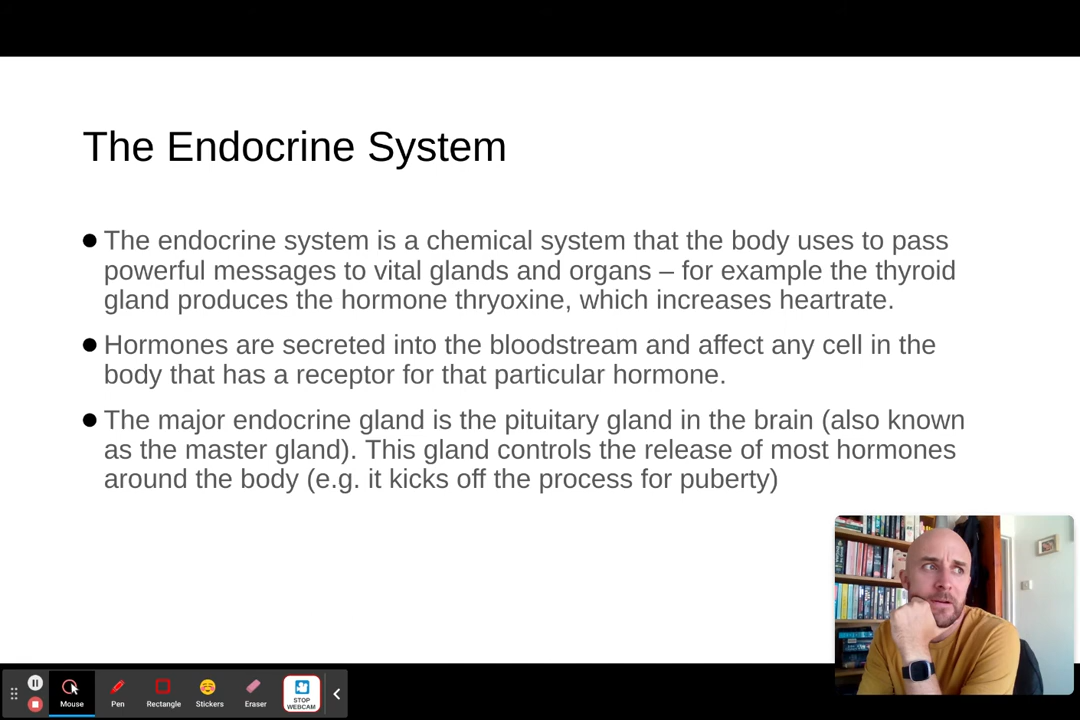 The Endocrine System
The endocrine system is a chemical system that the body uses to pass
powerful messages to vital glands and organs – for example the thyroid
gland produces the hormone thryoxine, which increases heartrate.
Hormones are secreted into the bloodstream and affect any cell in the
body that has a receptor for that particular hormone.
The major endocrine gland is the pituitary gland in the brain (also known
as the master gland). This gland controls the release of most hormones
around the body (e.g. it kicks off the process for puberty)
Mouse
Pen
Rectangle
Stickers
Eraser
STOP
WEBCAM